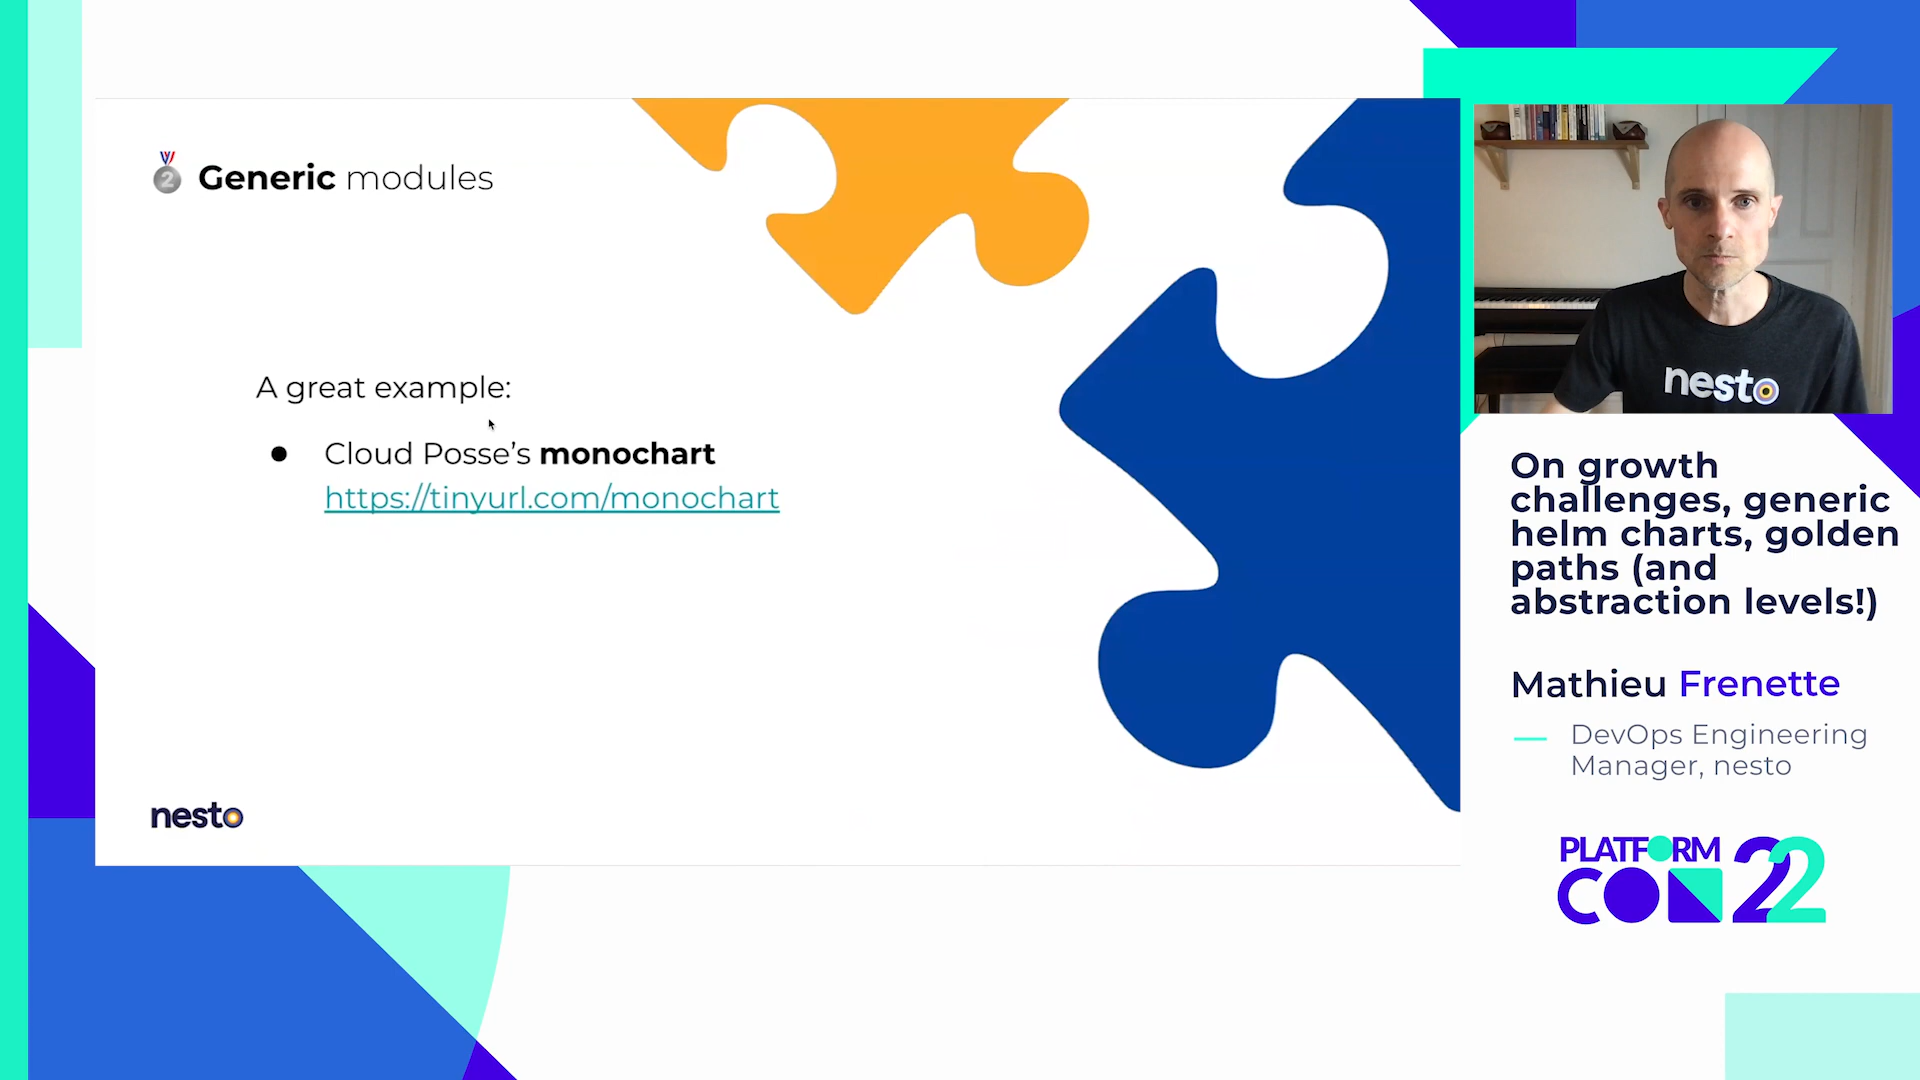 2 Generic modules
A great example:
● Cloud Posse’s monochart
https://tinyurl.com/monochart
nesto
nesto
On growth
challenges, generic
helm charts, golden
paths (and
abstraction levels!)
Mathieu Frenette
— DevOps Engineering
Manager, nesto
PLATFORM
CON 22